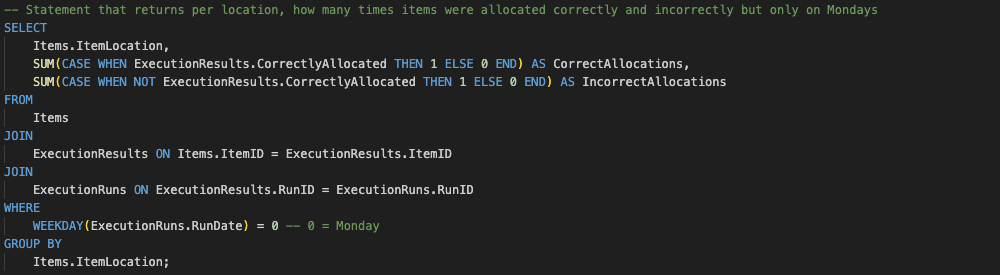 -- Statement that returns per location, how many times items were allocated correctly and incorrectly but only on Mondays
SELECT
    Items.ItemLocation,
    SUM(CASE WHEN ExecutionResults.CorrectlyAllocated THEN 1 ELSE 0 END) AS CorrectAllocations,
    SUM(CASE WHEN NOT ExecutionResults.CorrectlyAllocated THEN 1 ELSE 0 END) AS IncorrectAllocations
FROM
    Items
JOIN
    ExecutionResults ON Items.ItemID = ExecutionResults.ItemID
JOIN
    ExecutionRuns ON ExecutionResults.RunID = ExecutionRuns.RunID
WHERE
    WEEKDAY(ExecutionRuns.RunDate) = 0 -- 0 = Monday
GROUP BY
    Items.ItemLocation;